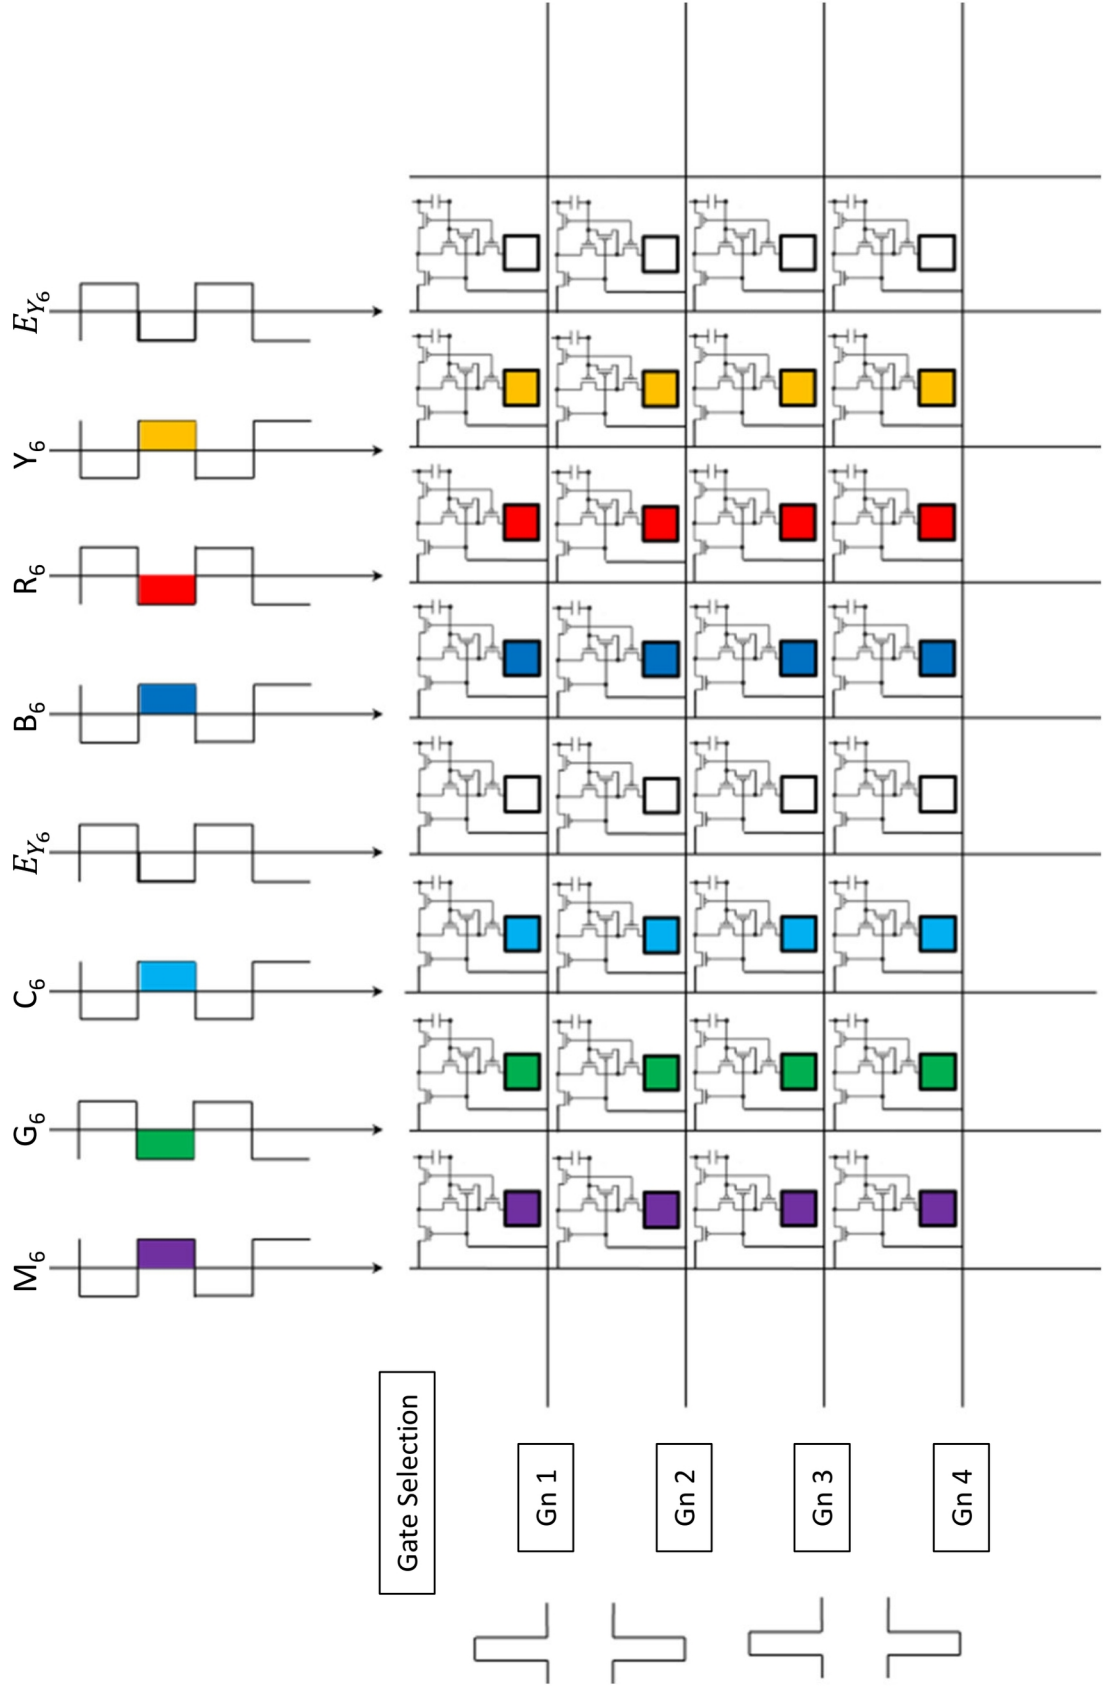 M₆
G₆
C₆
E_{Y₆}
B₆
R₆
Y₆
E_{Y₆}
Gate Selection
Gn 1
Gn 2
Gn 3
Gn 4